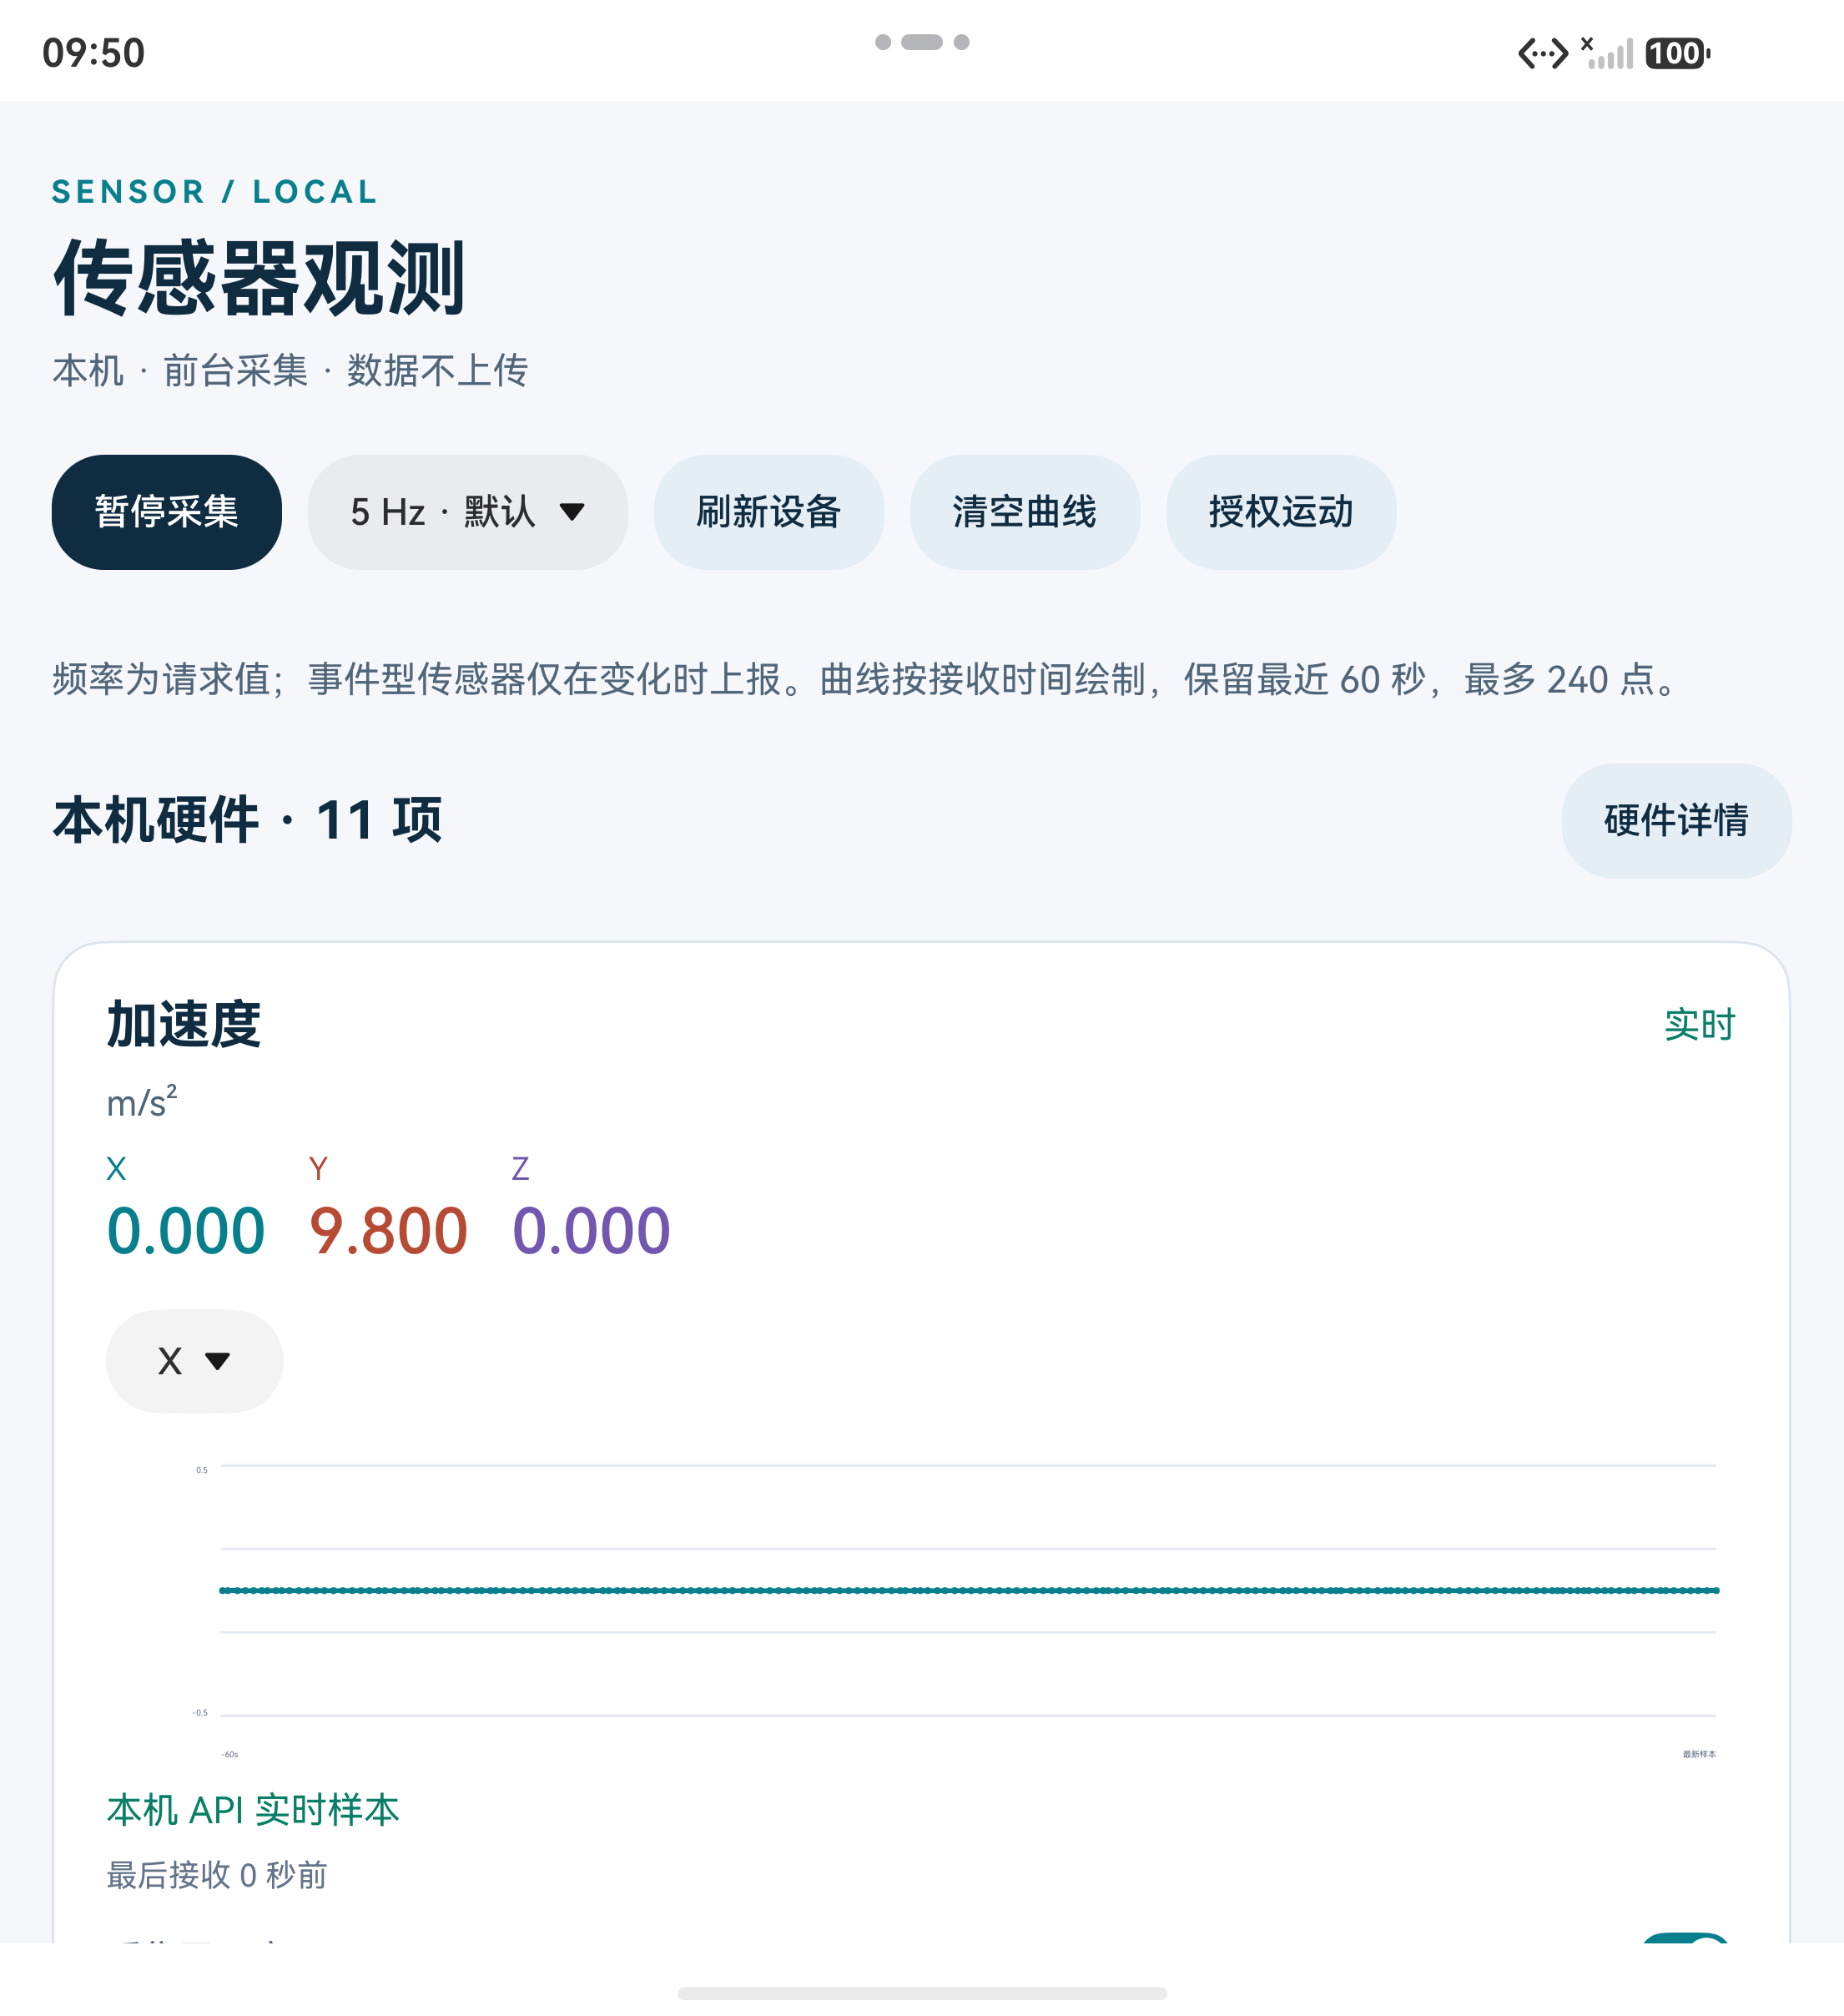 09:50
100
SENSOR / LOCAL
传感器观测
本机 · 前台采集 · 数据不上传
暂停采集
5 Hz · 默认
刷新设备
清空曲线
授权运动
频率为请求值；事件型传感器仅在变化时上报。曲线按接收时间绘制，保留最近 60 秒，最多 240 点。
本机硬件 · 11 项
硬件详情
加速度
实时
m/s²
X Y Z
0.000 9.800 0.000
X
0.5
-0.5
-60s
最新样本
本机 API 实时样本
最后接收 0 秒前